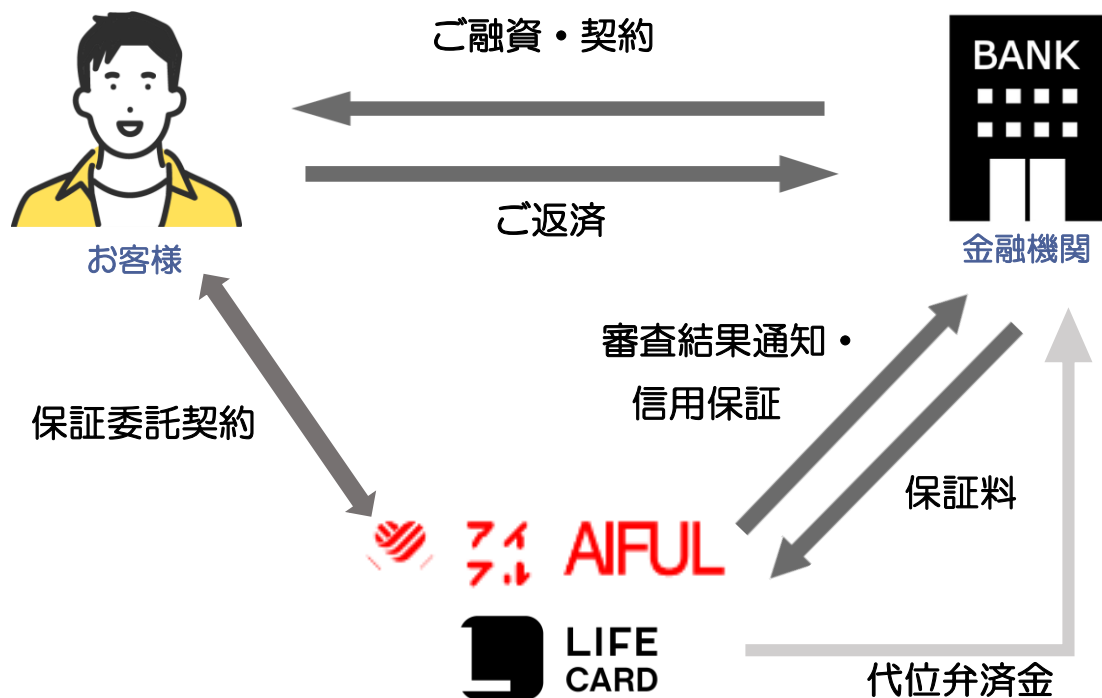 ご融資・契約
BANK
ご返済
お客様
金融機関
審査結果通知・
信用保証
保証委託契約
保証料
アイ
フル
AIFUL
LIFE
CARD
代位弁済金